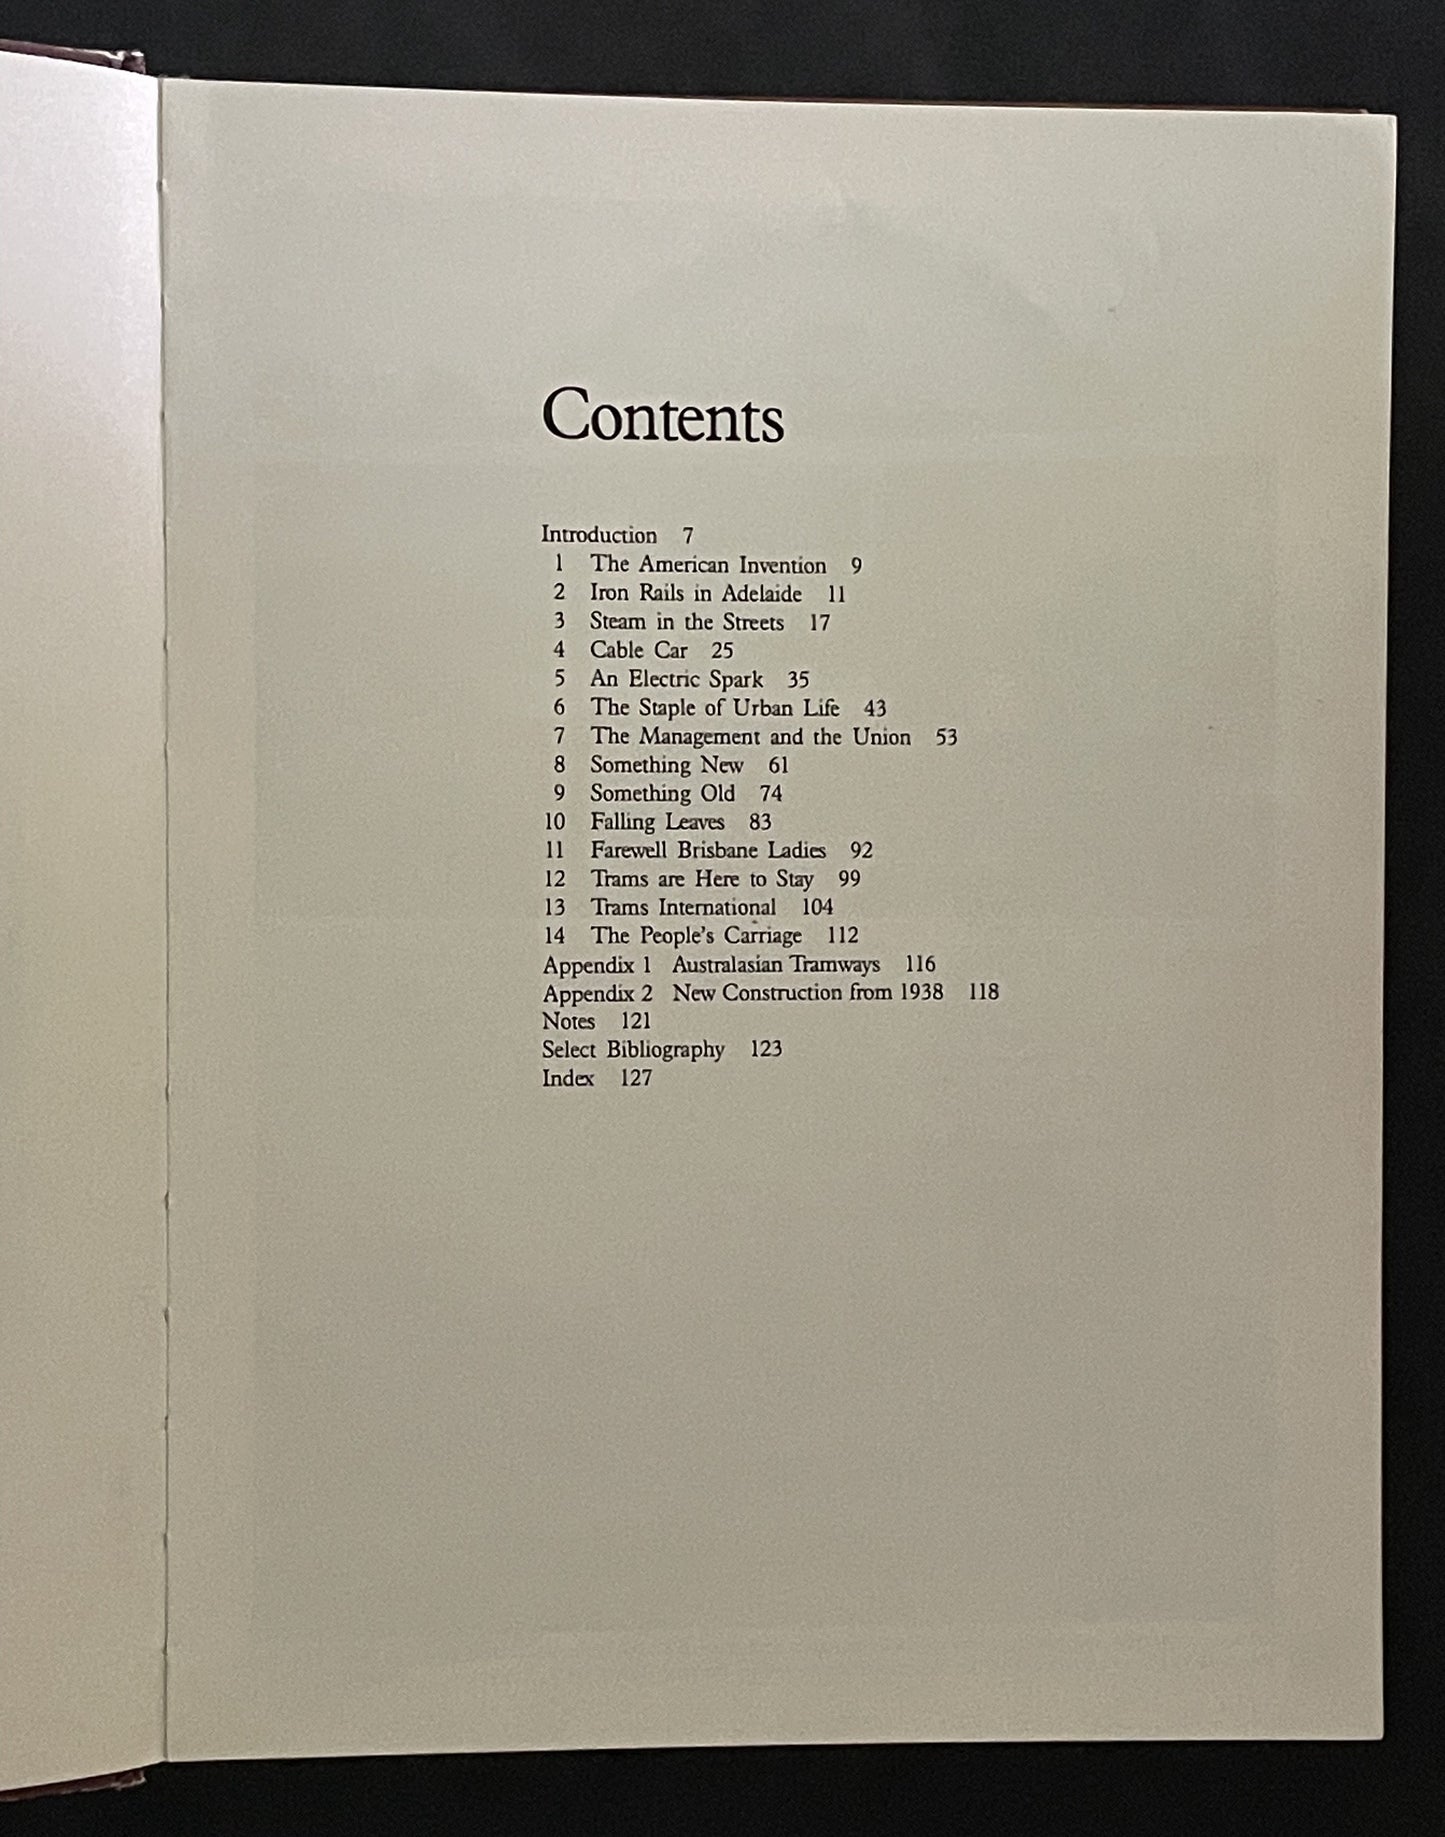 Contents
Introduction 7
1 The American Invention 9
2 Iron Rails in Adelaide 11
3 Steam in the Streets 17
4 Cable Car 25
5 An Electric Spark 35
6 The Staple of Urban Life 43
7 The Management and the Union 53
8 Something New 61
9 Something Old 74
10 Falling Leaves 83
11 Farewell Brisbane Ladies 92
12 Trams are Here to Stay 99
13 Trams International 104
14 The People's Carriage 112
Appendix 1 Australasian Tramways 116
Appendix 2 New Construction from 1938 118
Notes 121
Select Bibliography 123
Index 127